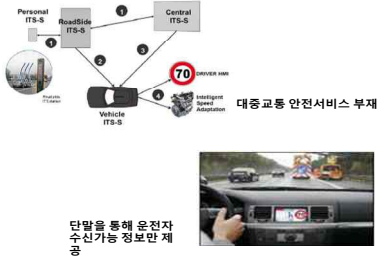 Personal
ITS-S
RoadSide
ITS-S
Central
ITS-S
1
1
2
3
4
Vehicle
ITS-S
70
DRIVER HMI
Intelligent
Speed
Adaptation
대중교통 안전서비스 부재
단말을 통해 운전자
수신가능 정보만 제
공